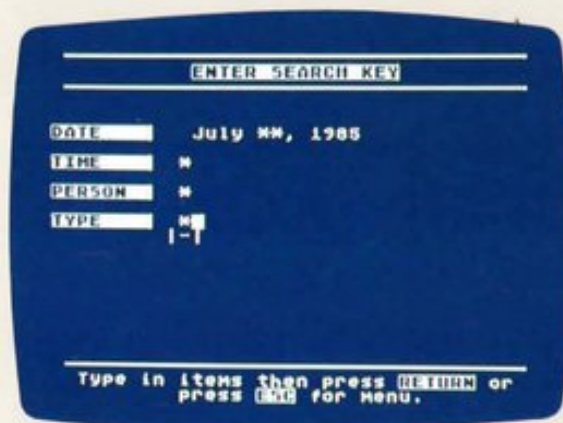 ENTER SEARCH KEY
DATE July **, 1985
TIME *
PERSON *
TYPE *
|-|
Type in items then press RETURN or
press ESC for menu.